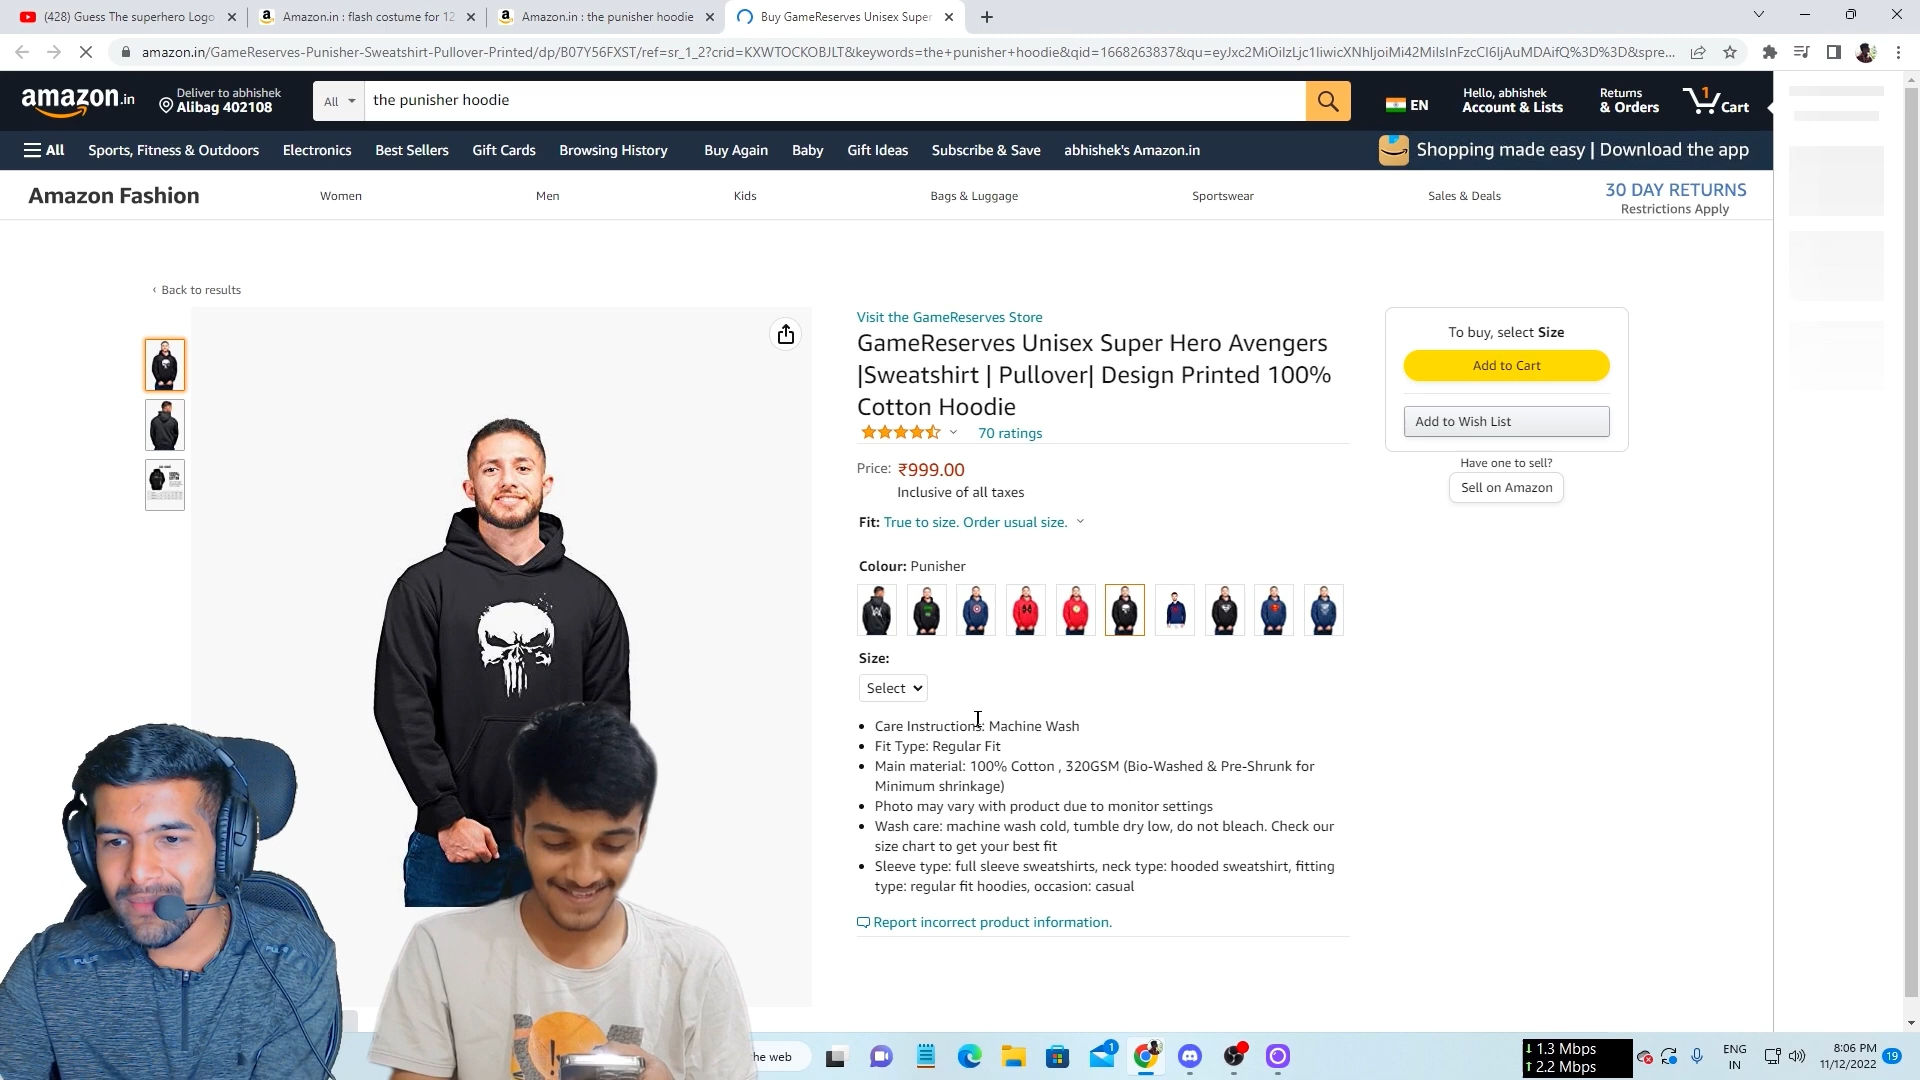 (428) Guess The superhero Logo
Amazon.in : flash costume for 12
Amazon.in : the punisher hoodie
Buy GameReserves Unisex Super
amazon.in/GameReserves-Punisher-Sweatshirt-Pullover-Printed/dp/B07Y56FXST/ref=sr_1_2?crid=KXWTOCKOBJLT&keywords=the+punisher+hoodie&qid=1668263837&qu=eyJxc2MiOiIzLjc1IiwicXNhIjoiMi42MiIsInFzcCI6IjAuMDAifQ%3D%3D&spre...
amazon.in
Deliver to abhishek
Alibag 402108
All
the punisher hoodie
EN
Hello, abhishek
Account & Lists
Returns
& Orders
1
Cart
All
Sports, Fitness & Outdoors
Electronics
Best Sellers
Gift Cards
Browsing History
Buy Again
Baby
Gift Ideas
Subscribe & Save
abhishek's Amazon.in
Shopping made easy | Download the app
Amazon Fashion
Women
Men
Kids
Bags & Luggage
Sportswear
Sales & Deals
30 DAY RETURNS
Restrictions Apply
‹ Back to results
Visit the GameReserves Store
GameReserves Unisex Super Hero Avengers
|Sweatshirt | Pullover| Design Printed 100%
Cotton Hoodie
70 ratings
Price: ₹999.00
Inclusive of all taxes
Fit: True to size. Order usual size.
Colour: Punisher
Size:
Select
• Care Instructions: Machine Wash
• Fit Type: Regular Fit
• Main material: 100% Cotton , 320GSM (Bio-Washed & Pre-Shrunk for
Minimum shrinkage)
• Photo may vary with product due to monitor settings
• Wash care: machine wash cold, tumble dry low, do not bleach. Check our
size chart to get your best fit
• Sleeve type: full sleeve sweatshirts, neck type: hooded sweatshirt, fitting
type: regular fit hoodies, occasion: casual
Report incorrect product information.
To buy, select Size
Add to Cart
Add to Wish List
Have one to sell?
Sell on Amazon
PULSE
he web
1
↓ 1.3 Mbps
↑ 2.2 Mbps
ENG
IN
8:06 PM
11/12/2022
19